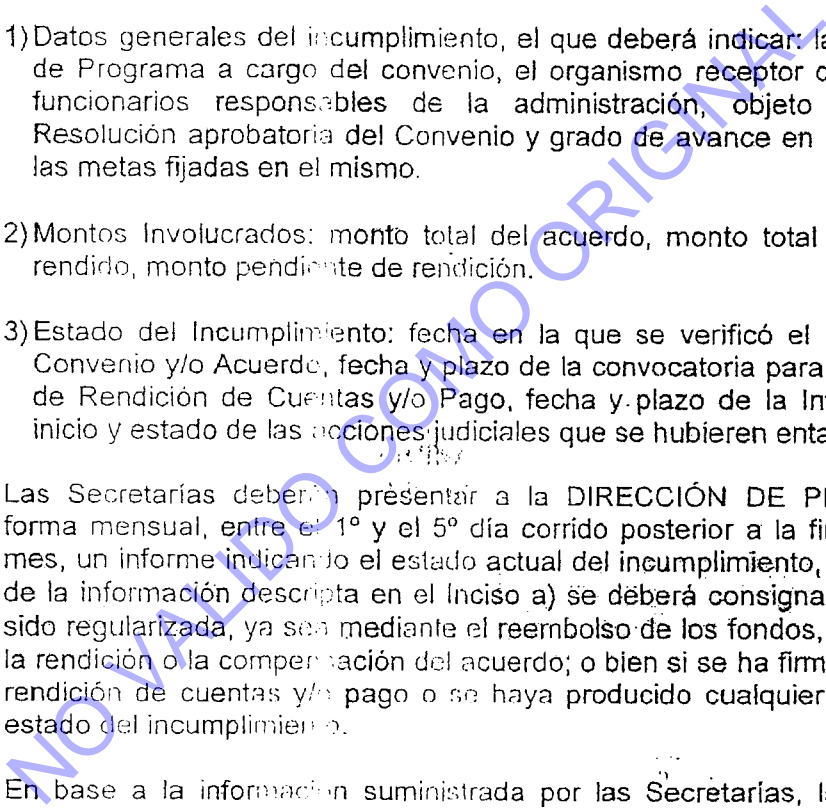 1) Datos generales del incumplimiento, el que deberá indicar: la
de Programa a cargo del convenio, el organismo receptor
funcionarios responsables de la administración, objeto
Resolución aprobatoria del Convenio y grado de avance en
las metas fijadas en el mismo.
2) Montos Involucrados: monto total del acuerdo, monto total
rendido, monto pendiente de rendición.
3) Estado del Incumplimiento: fecha en la que se verificó el
Convenio y/o Acuerdo, fecha y plazo de la convocatoria para
de Rendición de Cuentas y/o Pago, fecha y plazo de la In
inicio y estado de las acciones judiciales que se hubieren enta
Las Secretarías deberán presentar a la DIRECCIÓN DE P
forma mensual, entre el 1º y el 5º día corrido posterior a la fi
mes, un informe indicando el estado actual del incumplimiento,
de la información descripta en el Inciso a) se deberá consigna
sido regularizada, ya sea mediante el reembolso de los fondos,
la rendición o la compensación del acuerdo; o bien si se ha firm
rendición de cuentas y/o pago o se haya producido cualquier
estado del incumplimiento.
En base a la información suministrada por las Secretarías, l
NO VALIDO COMO ORIGINAL